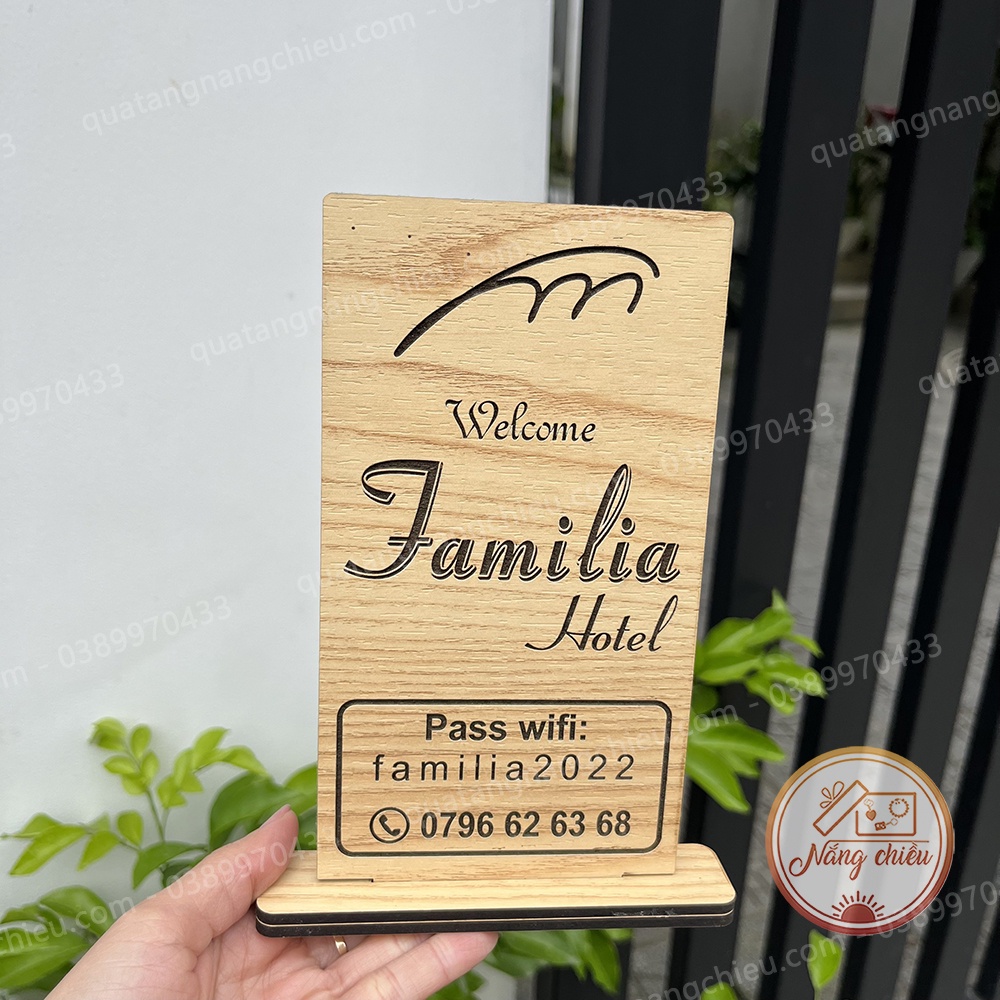 quatangnangchieu.com - 0389970433
Welcome
Familia
Hotel
Pass wifi:
familia2022
0796 62 63 68
Nắng chiều